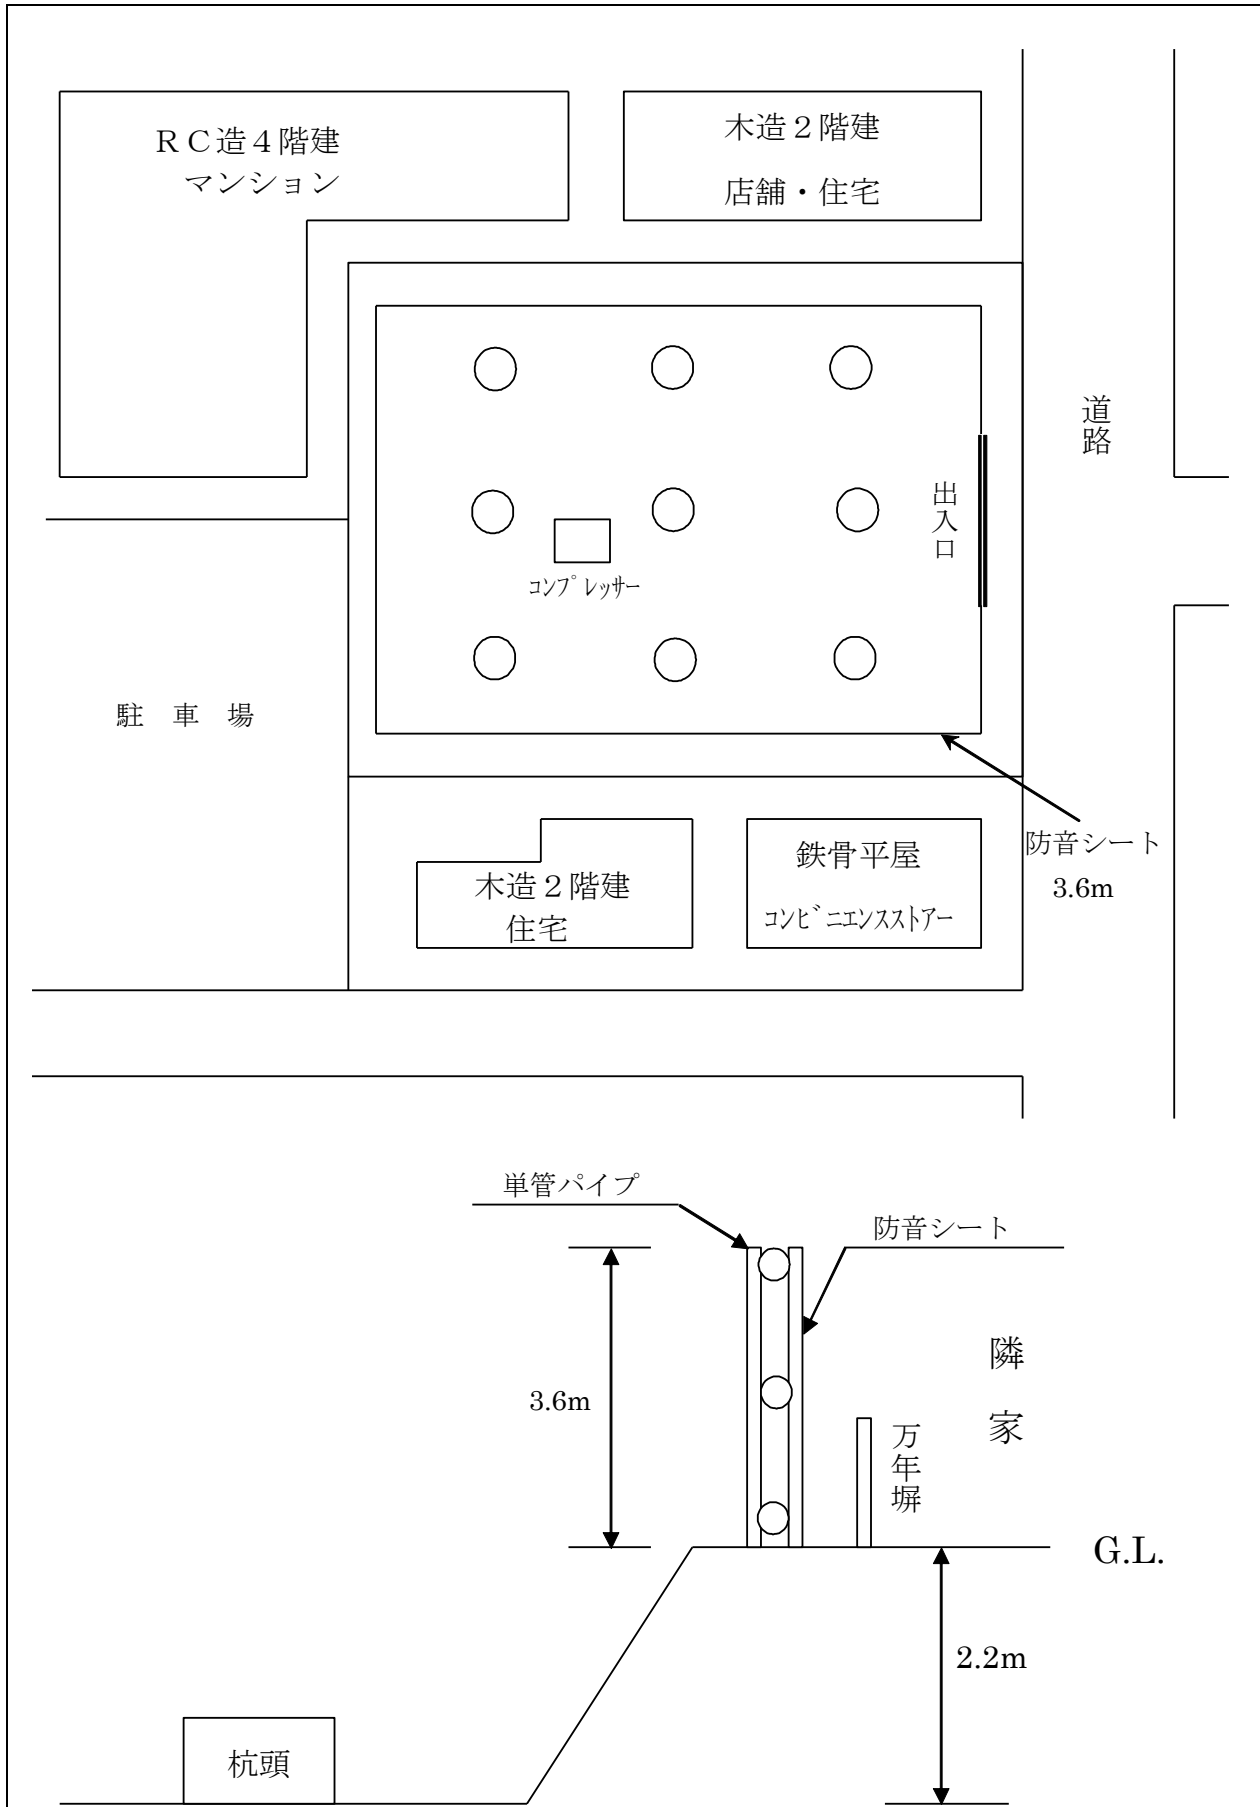 ＲＣ造４階建
マンション
木造２階建
店舗・住宅
道路
出入口
コンプレッサー
駐　車　場
防音シート
3.6m
木造２階建
住宅
鉄骨平屋
コンビニエンスストアー
単管パイプ
防音シート
3.6m
隣家
万年塀
G.L.
2.2m
杭頭